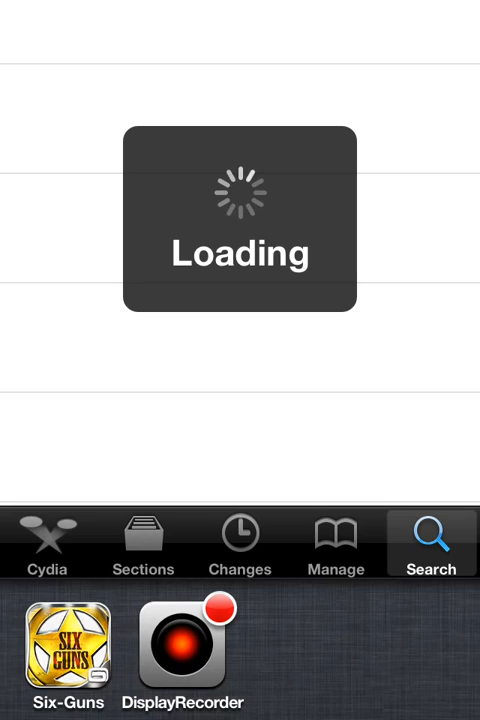 Loading
Cydia Sections Changes Manage Search
SIX
GUNS
Six-Guns DisplayRecorder